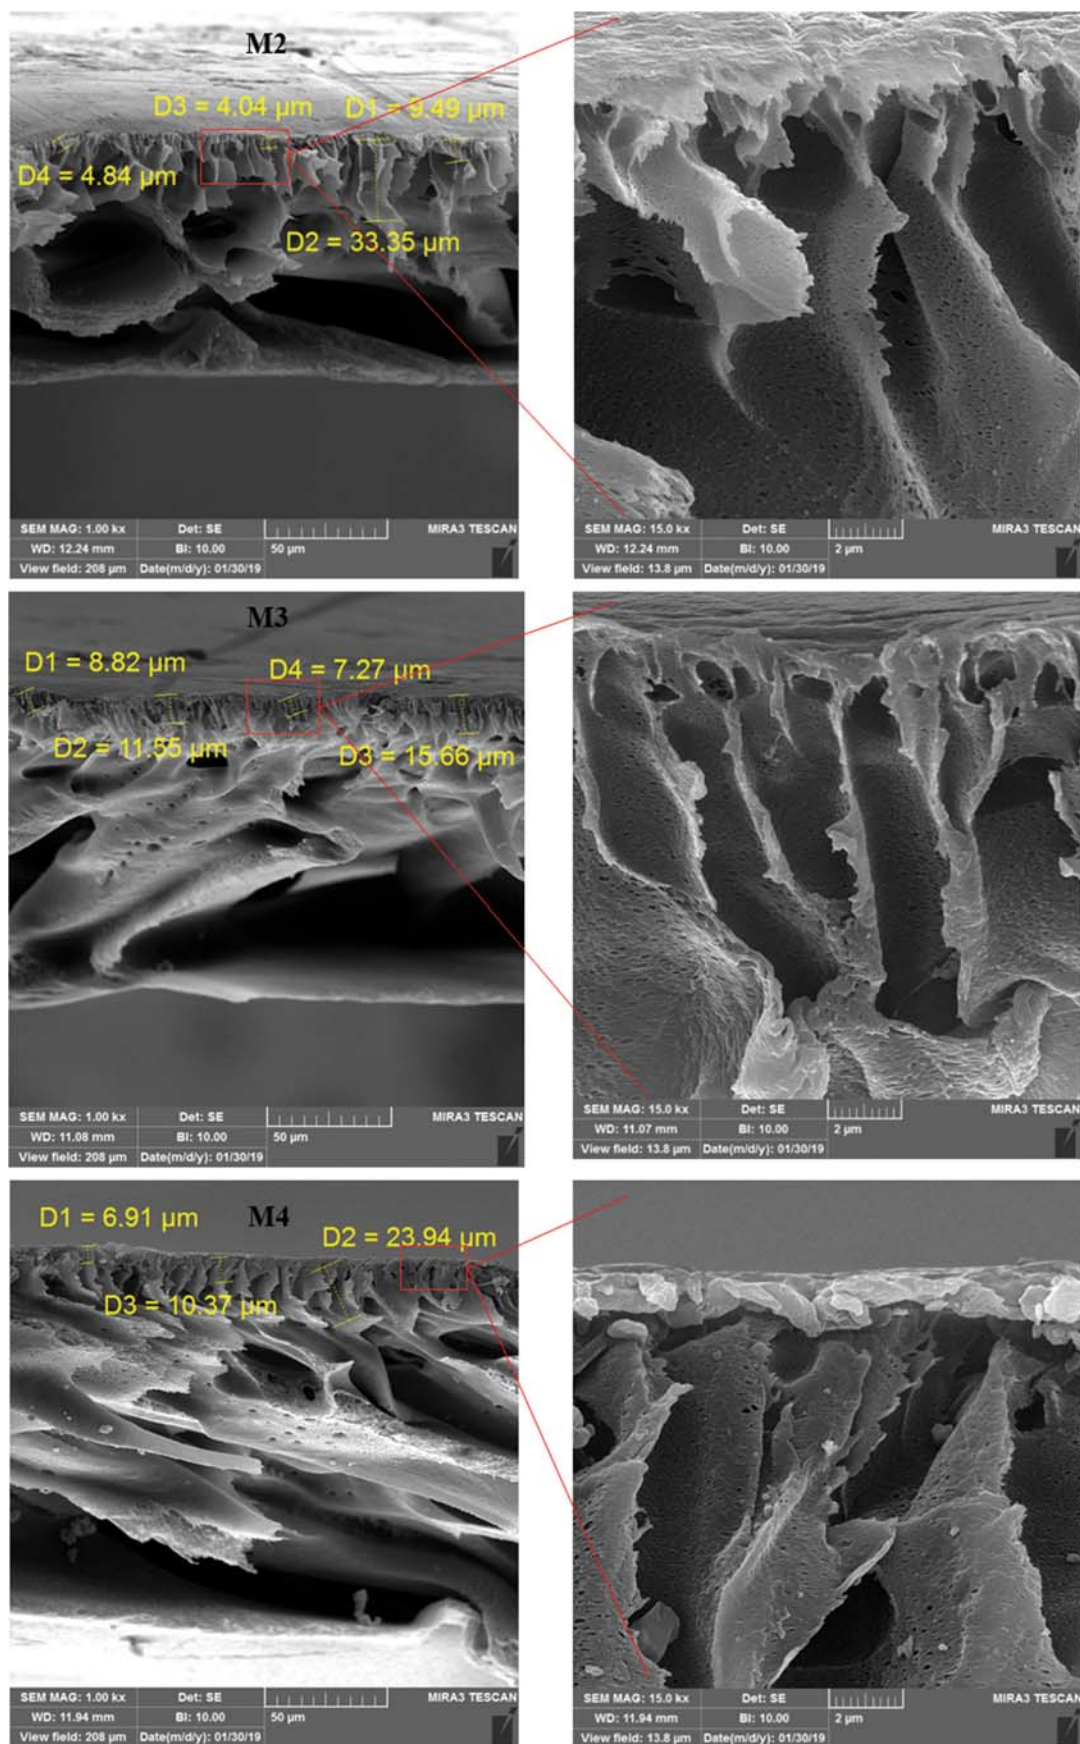 M2
D3 = 4.04 µm D1 = 9.49 µm
D4 = 4.84 µm
D2 = 33.35 µm
SEM MAG: 1.00 kx Det: SE MIRA3 TESCAN
WD: 12.24 mm BI: 10.00 50 µm
View field: 208 µm Date(m/d/y): 01/30/19
SEM MAG: 15.0 kx Det: SE MIRA3 TESCAN
WD: 12.24 mm BI: 10.00 2 µm
View field: 13.8 µm Date(m/d/y): 01/30/19
M3
D1 = 8.82 µm D4 = 7.27 µm
D2 = 11.55 µm D3 = 15.66 µm
SEM MAG: 1.00 kx Det: SE MIRA3 TESCAN
WD: 11.08 mm BI: 10.00 50 µm
View field: 208 µm Date(m/d/y): 01/30/19
SEM MAG: 15.0 kx Det: SE MIRA3 TESCAN
WD: 11.07 mm BI: 10.00 2 µm
View field: 13.8 µm Date(m/d/y): 01/30/19
D1 = 6.91 µm M4
D2 = 23.94 µm
D3 = 10.37 µm
SEM MAG: 1.00 kx Det: SE MIRA3 TESCAN
WD: 11.94 mm BI: 10.00 50 µm
View field: 208 µm Date(m/d/y): 01/30/19
SEM MAG: 15.0 kx Det: SE MIRA3 TESCAN
WD: 11.94 mm BI: 10.00 2 µm
View field: 13.8 µm Date(m/d/y): 01/30/19